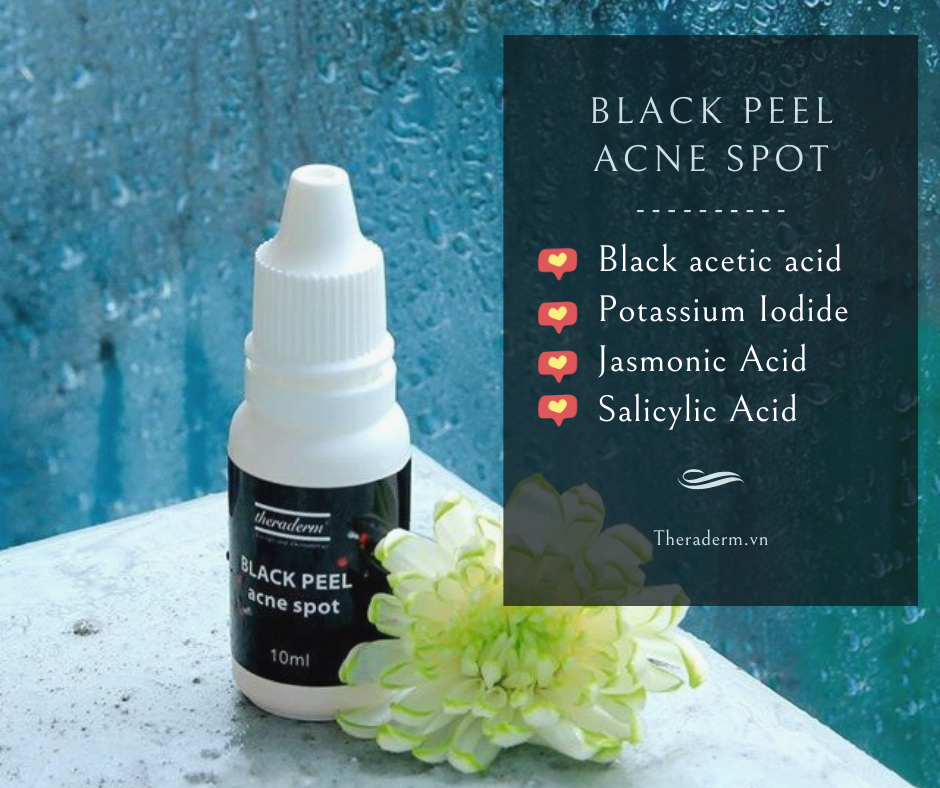 BLACK PEEL
ACNE SPOT
----------
Black acetic acid
Potassium Iodide
Jasmonic Acid
Salicylic Acid
Theraderm.vn
theraderm
BLACK PEEL
acne spot
10ml